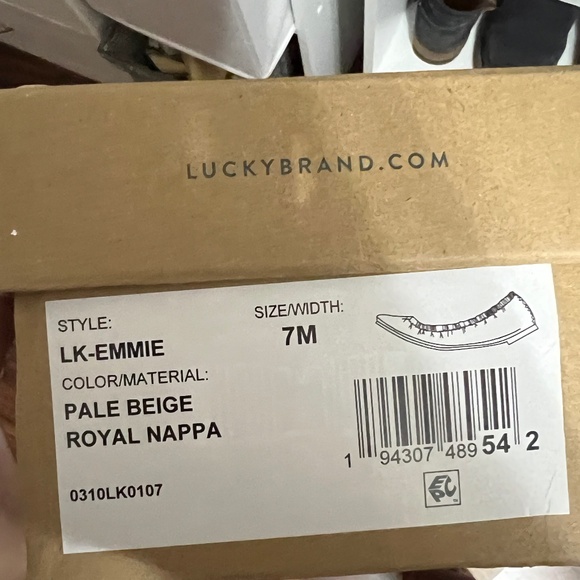 LUCKYBRAND.COM
STYLE:
LK-EMMIE
SIZE/WIDTH:
7M
COLOR/MATERIAL:
PALE BEIGE
ROYAL NAPPA
0310LK0107
1 94307 489 54 2
EPC